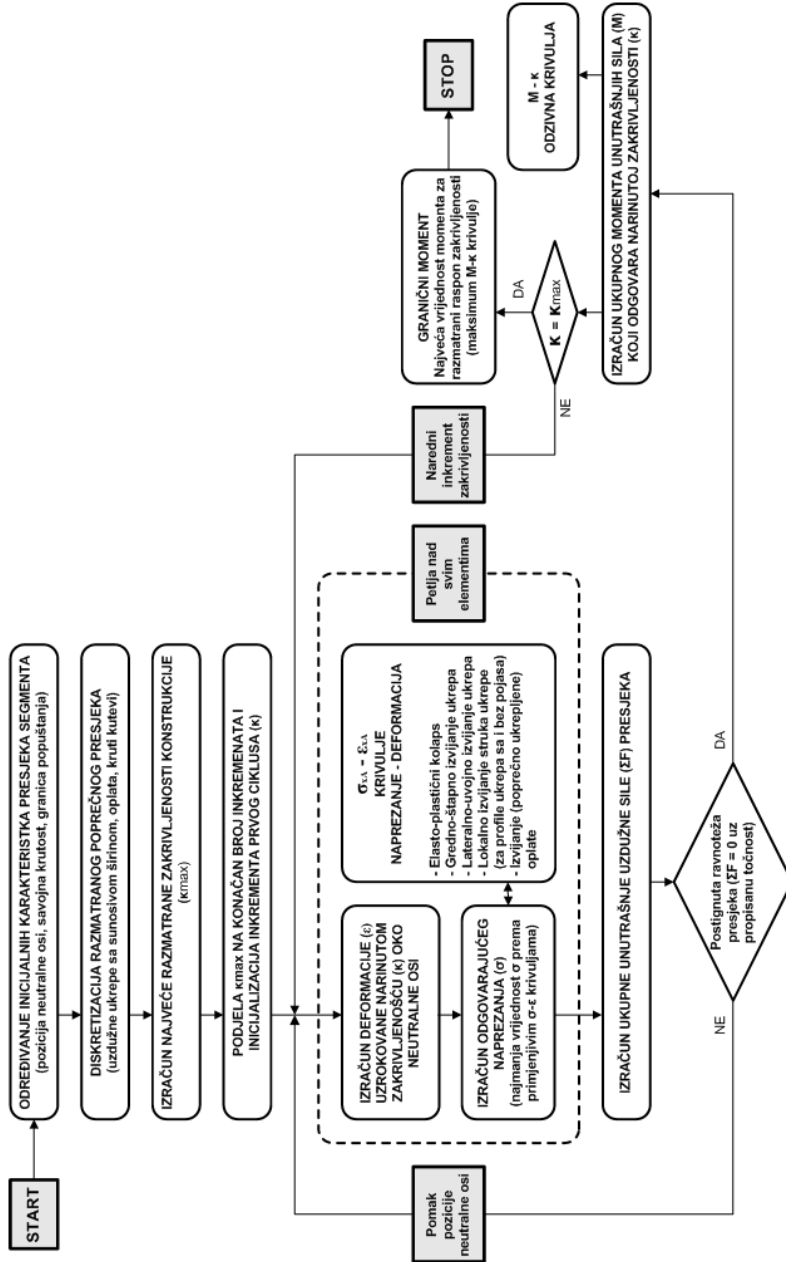 START
ODREĐIVANJE INICIJALNIH KARAKTERISTIKA PRESJEKA SEGMENTA
(pozicija neutralne osi, savojna krutost, granica popuštanja)
DISKRETIZACIJA RAZMATRANOG POPREČNOG PRESJEKA
(uzdužne ukrepe sa sunosivom širinom, oplata, kruti kutevi)
IZRAČUN NAJVEĆE RAZMATRANE ZAKRIVLJENOSTI KONSTRUKCIJE
(κmax)
PODJELA κmax NA KONAČAN BROJ INKREMENATA I
INICIJALIZACIJA INKREMENTA PRVOG CIKLUSA (κ)
Pomak
pozicije
neutralne osi
IZRAČUN DEFORMACIJE (ε)
UZROKOVANE NARINUTOM
ZAKRIVLJENOŠĆU (κ) OKO
NEUTRALNE OSI
IZRAČUN ODGOVARAJUĆEG
NAPREZANJA (σ)
(najmanja vrijednost σ prema
primjenjivim σ-ε krivuljama)
σxA - εxA
KRIVULJE
NAPREZANJE - DEFORMACIJA
- Elasto-plastični kolaps
- Gredno-štapno izvijanje ukrepa
- Lateralno-uvojno izvijanje ukrepa
- Lokalno izvijanje struka ukrepe
(za profile ukrepa sa i bez pojasa)
- Izvijanje (poprečno ukrepljene)
oplate
Petlja nad
svim
elementima
Naredni
inkrement
zakrivljenosti
IZRAČUN UKUPNE UNUTRAŠNJE UZDUŽNE SILE (ΣF) PRESJEKA
Postignuta ravnoteža
presjeka (ΣF = 0 uz
propisanu točnost)
NE
DA
IZRAČUN UKUPNOG MOMENTA UNUTRAŠNJIH SILA (M)
KOJI ODGOVARA NARINUTOJ ZAKRIVLJENOSTI (κ)
M - κ
ODZIVNA KRIVULJA
κ = κmax
NE
DA
GRANIČNI MOMENT
Najveća vrijednost momenta za
razmatrani raspon zakrivljenosti
(maksimum M-κ krivulje)
STOP